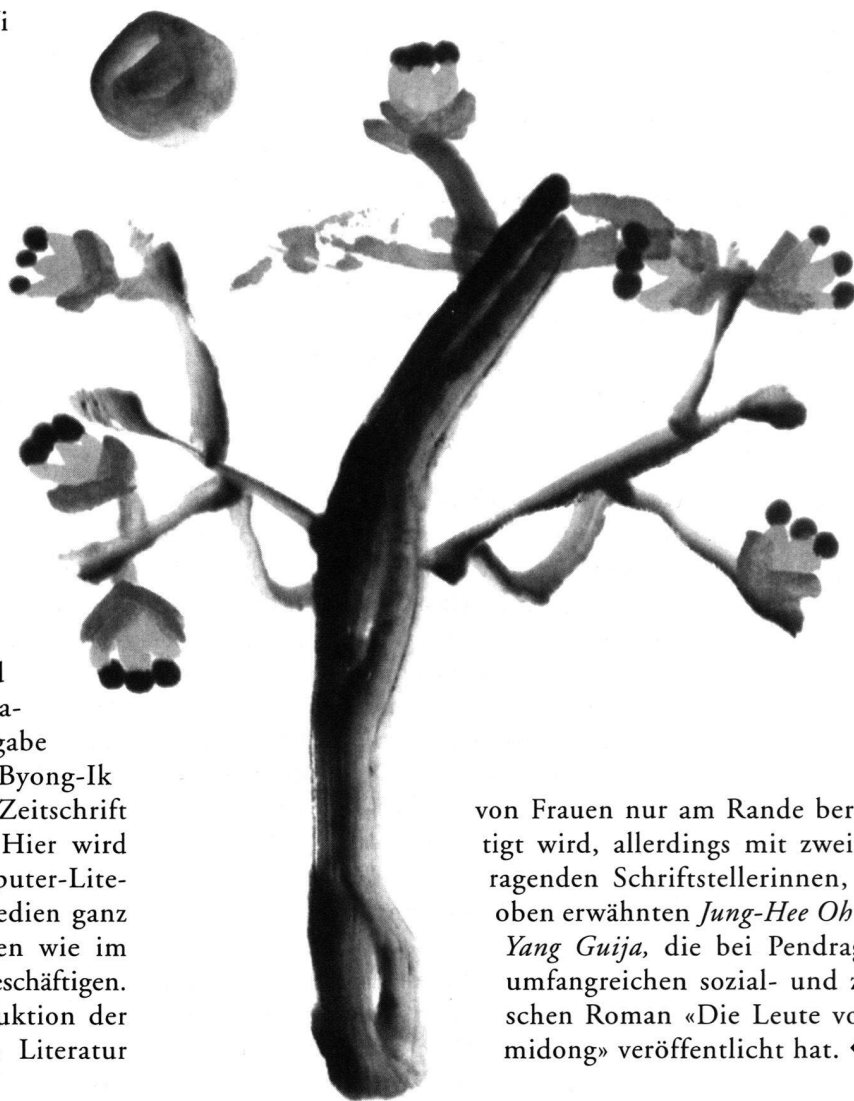 i
d
a-
gabe
Byong-Ik
Zeitschrift
Hier wird
puter-Lite-
edien ganz
en wie im
eschäftigen.
uktion der
Literatur
von Frauen nur am Rande ber
tigt wird, allerdings mit zwei
ragenden Schriftstellerinnen,
oben erwähnten Jung-Hee Oh
Yang Guija, die bei Pendrag
umfangreichen sozial- und z
schen Roman «Die Leute vo
midong» veröffentlicht hat.